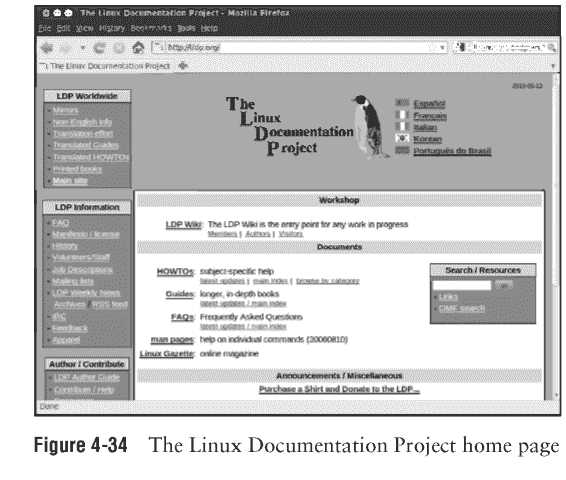 The Linux Documentation Project - Mozilla Firefox
File Edit View History Bookmarks Tools Help
http://tldp.org/
The Linux Documentation Project
2010-05-12
LDP Worldwide
Mirrors
Non-English info
Translation effort
Translated Guides
Translated HOWTOs
Printed books
Main site
LDP Information
FAQ
Manifesto / license
History
Volunteers/Staff
Job Descriptions
Mailing lists
LDP Weekly News
Archives / RSS feed
IRC
Feedback
Apparel
Author / Contribute
LDP Author Guide
Contribute / Help
The
Linux
Documentation
Project
Español
Français
Italian
Korean
Português do Brasil
Workshop
LDP Wiki: The LDP Wiki is the entry point for any work in progress
Members | Authors | Visitors
Documents
HOWTOs: subject-specific help
latest updates | main index | browse by category
Guides: longer, in-depth books
latest updates / main index
FAQs: Frequently Asked Questions
latest updates / main index
man pages: help on individual commands (20060810)
Linux Gazette: online magazine
Search / Resources
Links
OMF search
Announcements / Miscellaneous
Purchase a Shirt and Donate to the LDP...
Done
Figure 4-34 The Linux Documentation Project home page